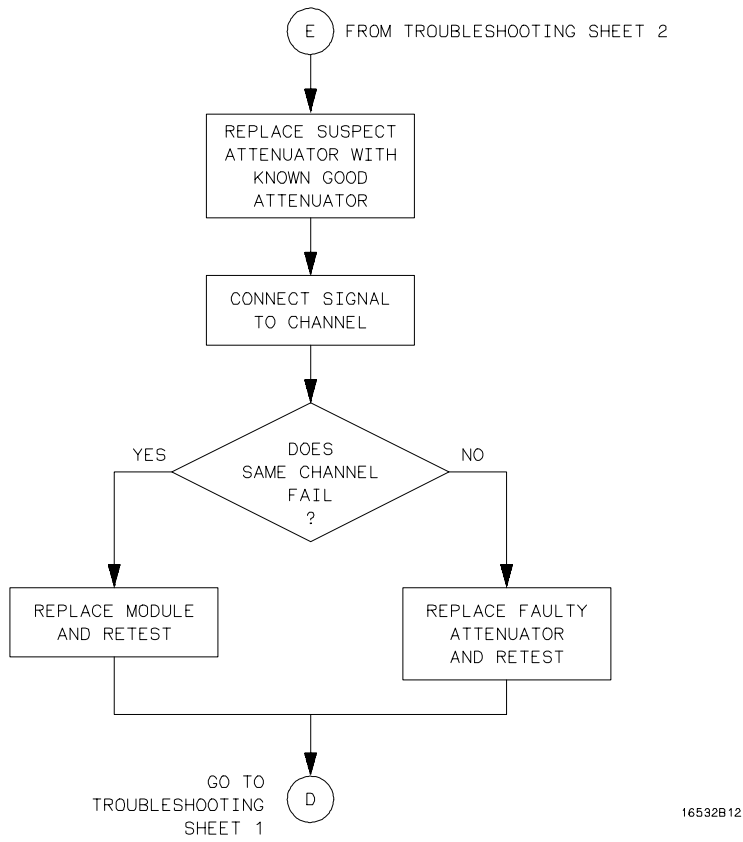 E FROM TROUBLESHOOTING SHEET 2
REPLACE SUSPECT
ATTENUATOR WITH
KNOWN GOOD
ATTENUATOR
CONNECT SIGNAL
TO CHANNEL
DOES
SAME CHANNEL
FAIL
?
YES
NO
REPLACE MODULE
AND RETEST
REPLACE FAULTY
ATTENUATOR
AND RETEST
GO TO
TROUBLESHOOTING
SHEET 1
D
16532B12